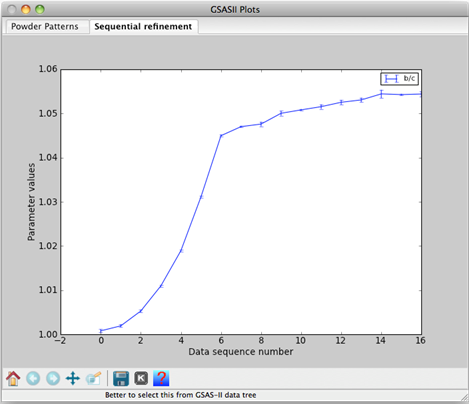 GSASII Plots
Powder Patterns
Sequential refinement
b/c
1.06
1.05
1.04
1.03
1.02
1.01
1.00
Parameter values
−2
0
2
4
6
8
10
12
14
16
Data sequence number
K
?
Better to select this from GSAS-II data tree